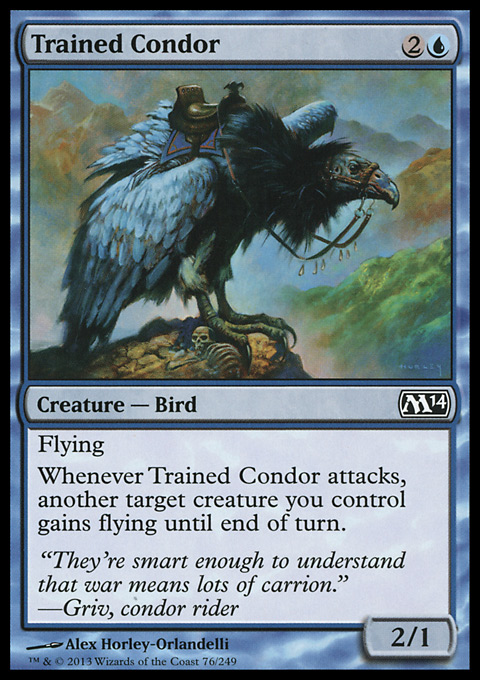 Trained Condor 2
HORLEY
Creature — Bird M14
Flying
Whenever Trained Condor attacks,
another target creature you control
gains flying until end of turn.
“They’re smart enough to understand
that war means lots of carrion.”
—Griv, condor rider
Alex Horley-Orlandelli
2/1
™ & © 2013 Wizards of the Coast 76/249